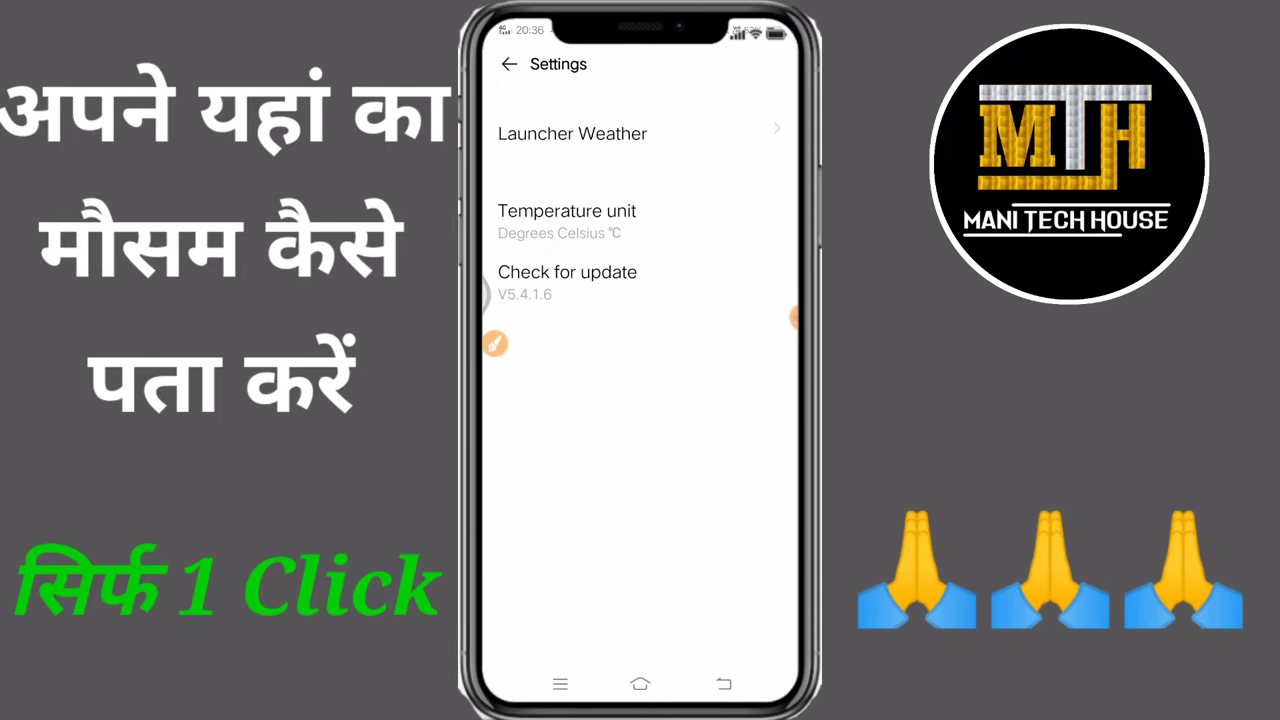 अपने यहां का
मौसम कैसे
पता करें
सिर्फ 1 Click
20:36
Settings
Launcher Weather
Temperature unit
Degrees Celsius °C
Check for update
V5.4.1.6
MTH
MANI TECH HOUSE